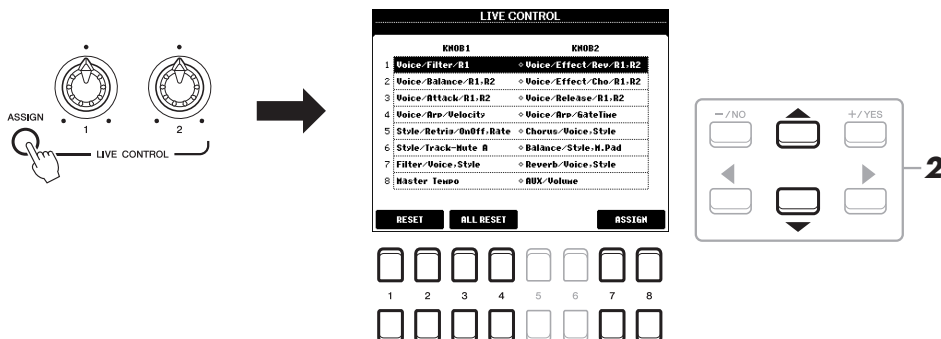 ASSIGN
1
2
LIVE CONTROL
LIVE CONTROL
KNOB1 KNOB2
1 Voice/Filter/R1 Voice/Effect/Rev/R1,R2
2 Voice/Balance/R1,R2 Voice/Effect/Cho/R1,R2
3 Voice/Attack/R1,R2 Voice/Release/R1,R2
4 Voice/Arp/Velocity Voice/Arp/GateTime
5 Style/Retrig/OnOff,Rate Chorus/Voice,Style
6 Style/Track-Mute A Balance/Style,M.Pad
7 Filter/Voice,Style Reverb/Voice,Style
8 Master Tempo AUX/Volume
RESET ALL RESET ASSIGN
1 2 3 4 5 6 7 8
-/NO +/YES
2